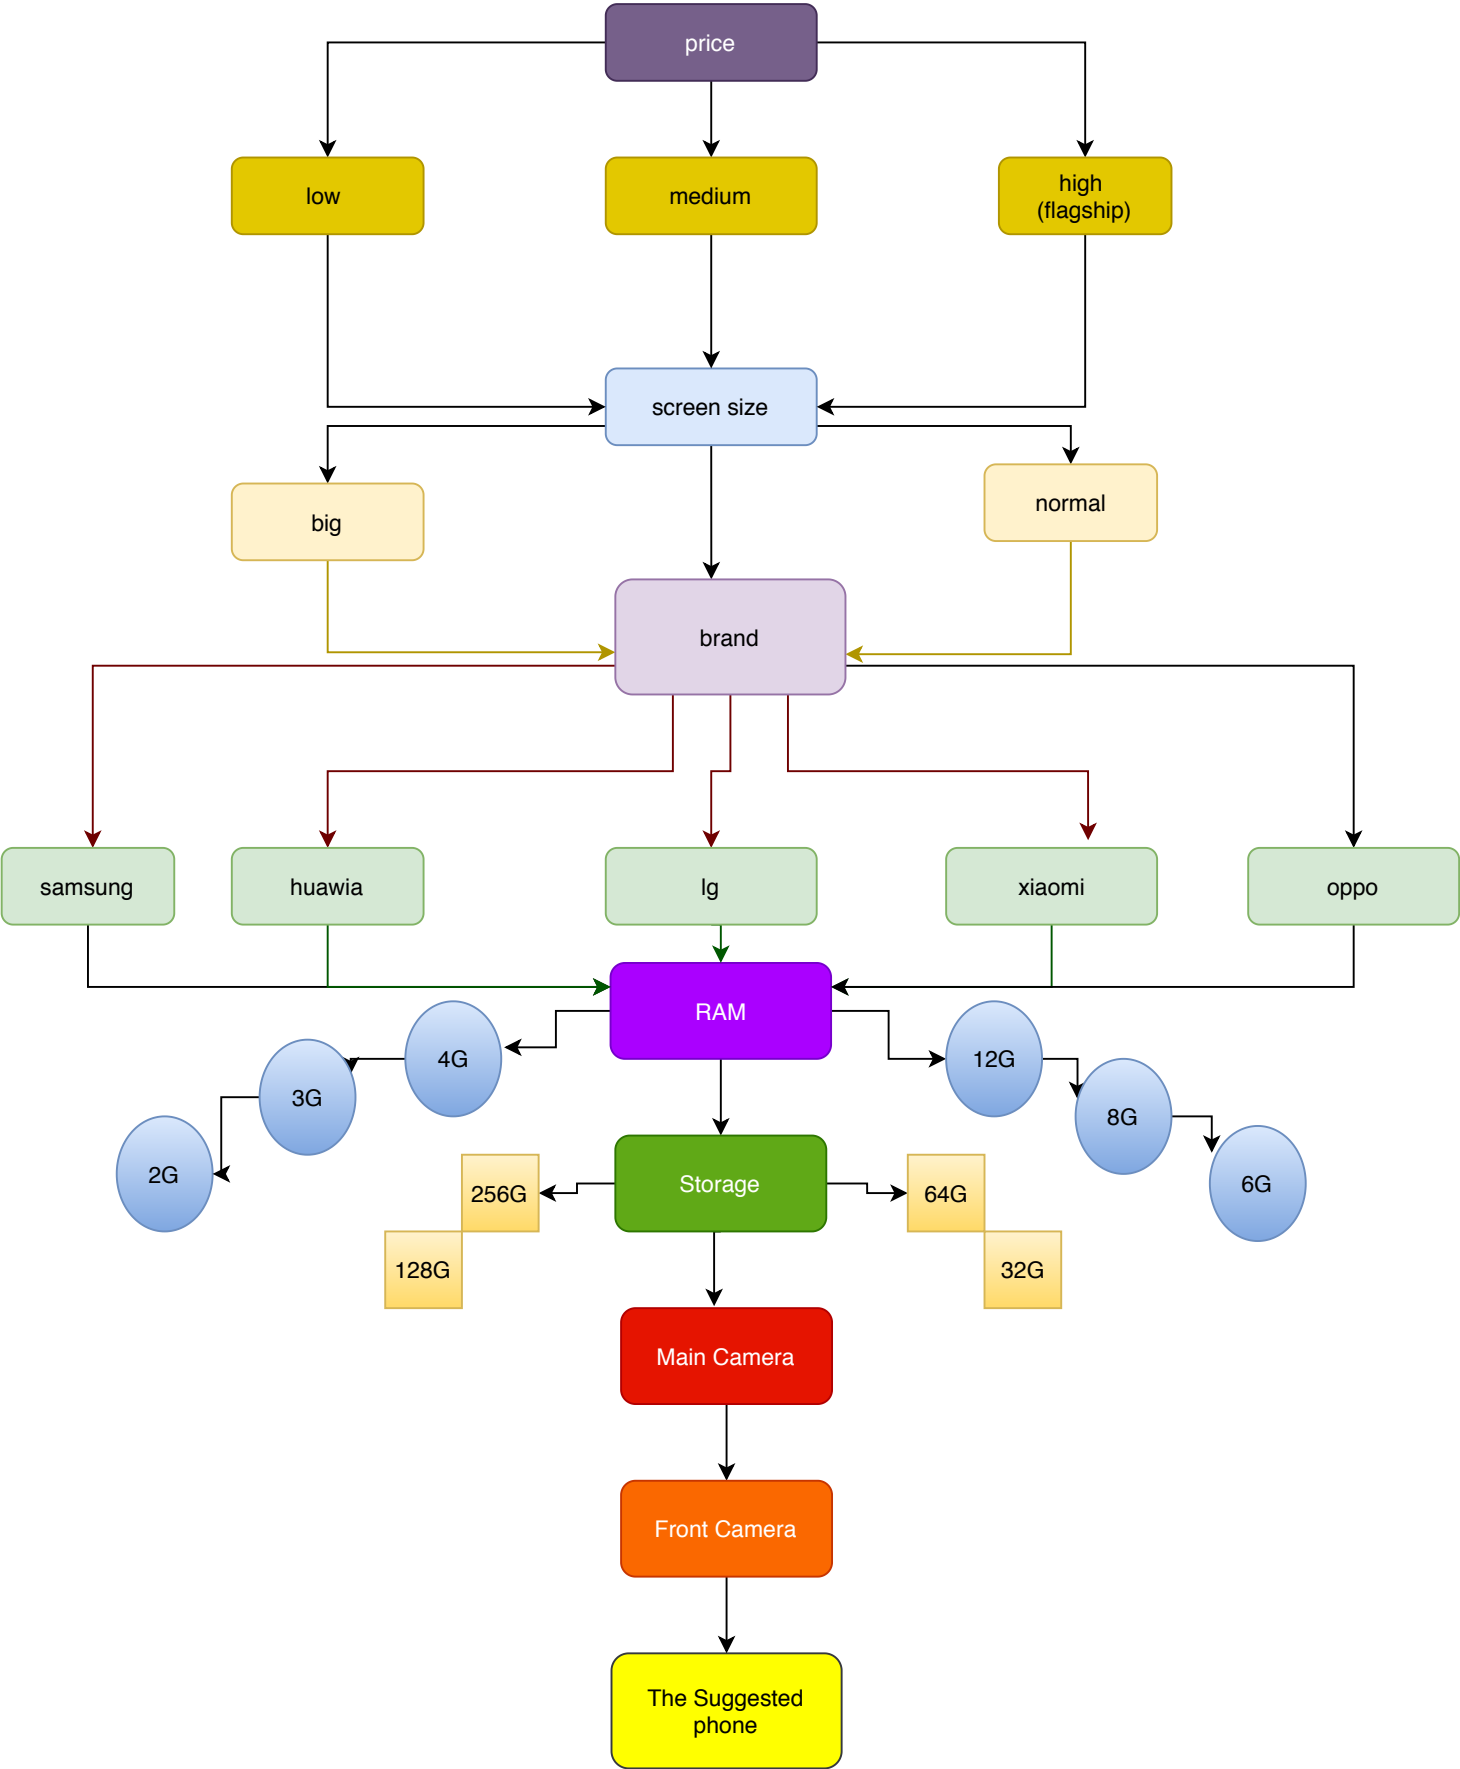 price
low
medium
high
(flagship)
screen size
big
normal
brand
samsung
huawia
lg
xiaomi
oppo
RAM
4G
12G
3G
8G
2G
6G
Storage
256G
64G
128G
32G
Main Camera
Front Camera
The Suggested
phone